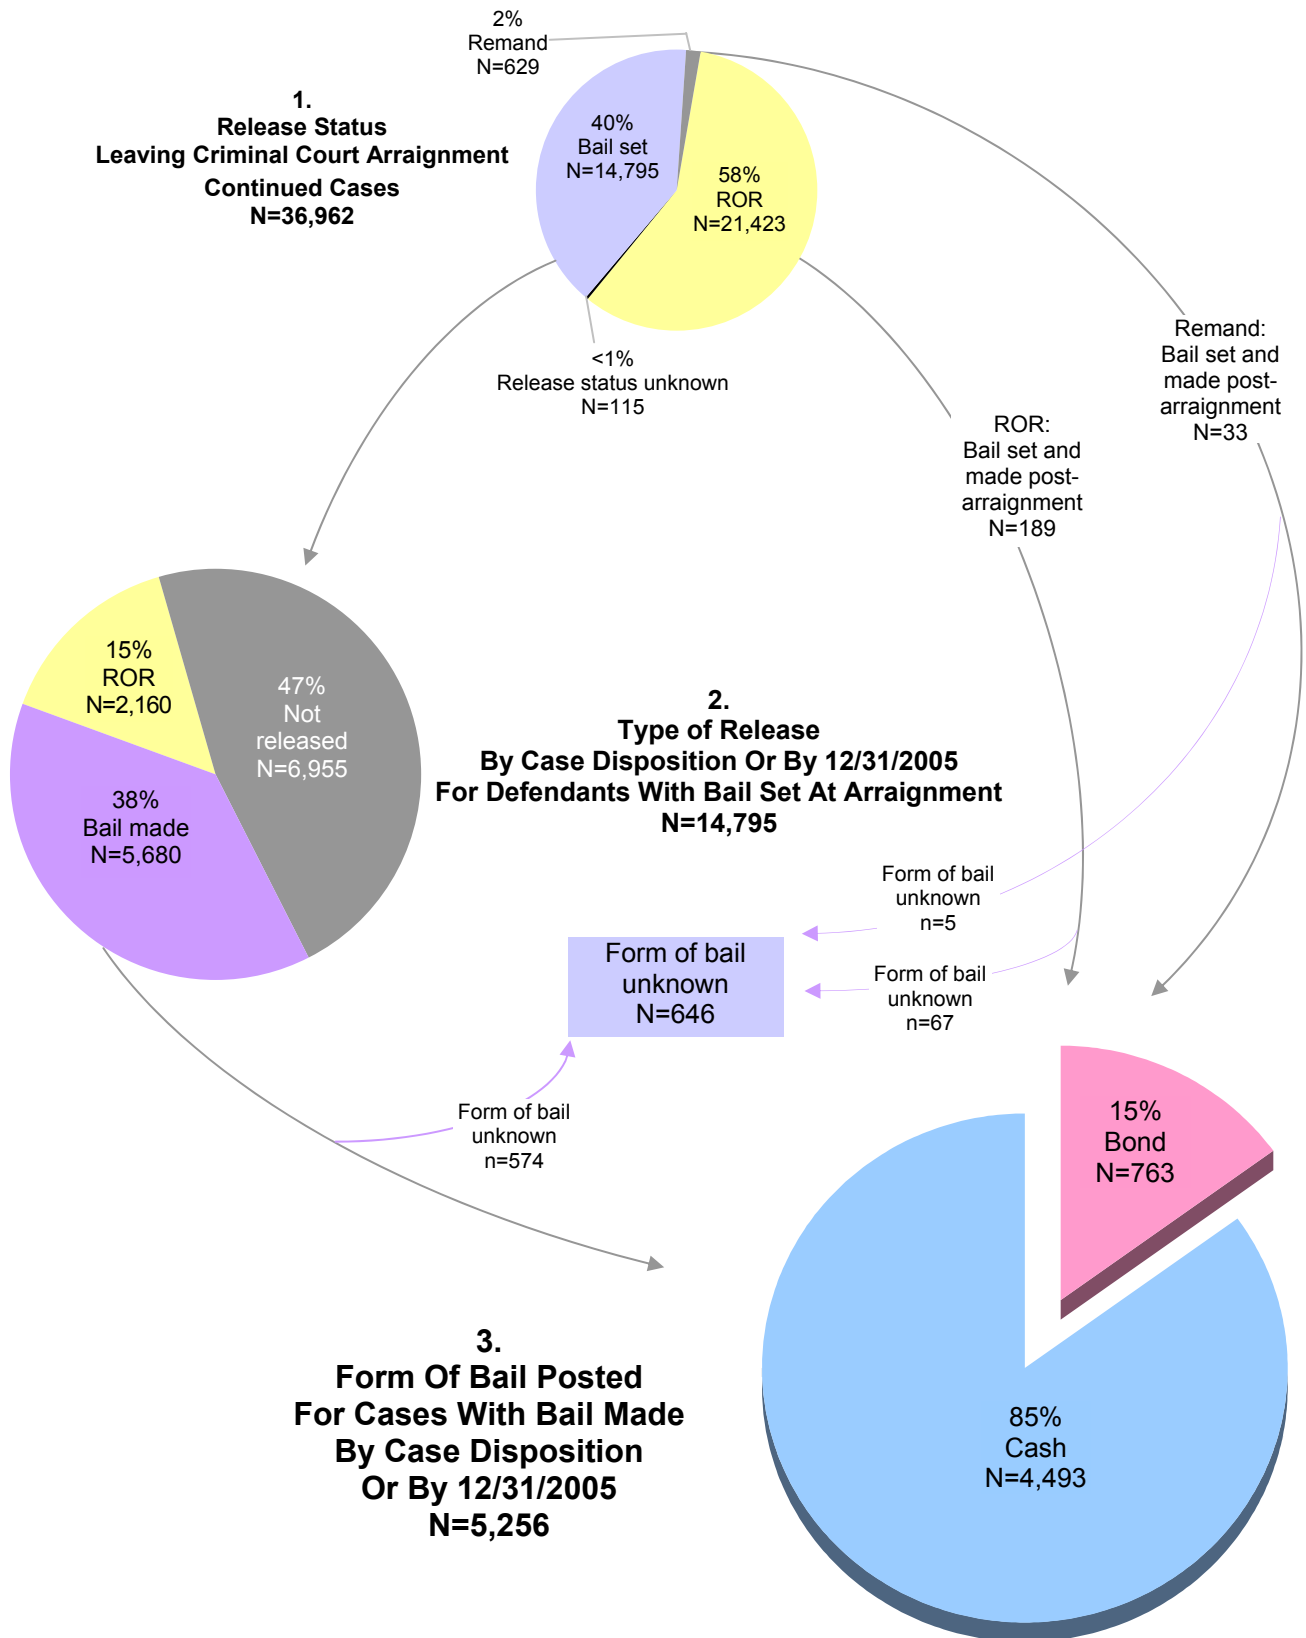 2%
Remand
N=629
1.
Release Status
Leaving Criminal Court Arraignment
Continued Cases
N=36,962
40%
Bail set
N=14,795
58%
ROR
N=21,423
<1%
Release status unknown
N=115
Remand:
Bail set and
made post-
arraignment
N=33
ROR:
Bail set and
made post-
arraignment
N=189
15%
ROR
N=2,160
47%
Not
released
N=6,955
38%
Bail made
N=5,680
2.
Type of Release
By Case Disposition Or By 12/31/2005
For Defendants With Bail Set At Arraignment
N=14,795
Form of bail
unknown
n=5
Form of bail
unknown
N=646
Form of bail
unknown
n=67
Form of bail
unknown
n=574
15%
Bond
N=763
3.
Form Of Bail Posted
For Cases With Bail Made
By Case Disposition
Or By 12/31/2005
N=5,256
85%
Cash
N=4,493